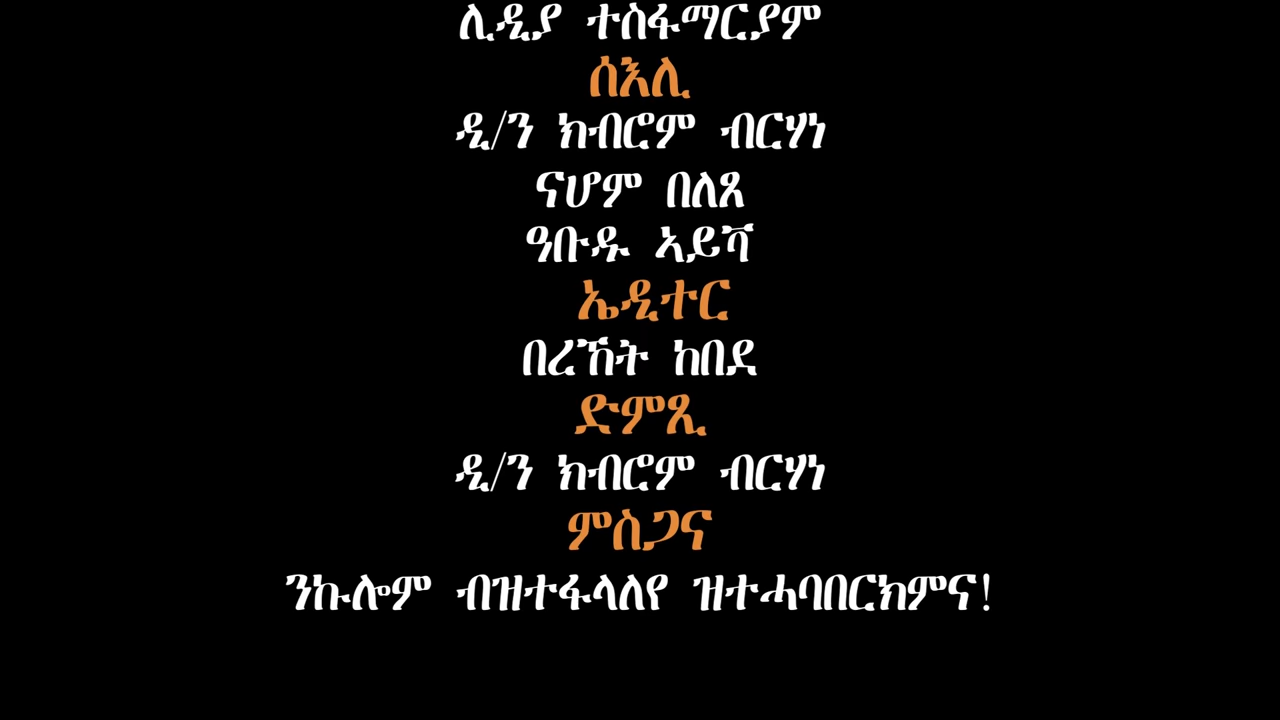 ሊዲያ ተስፋማርያም
ሰእሊ
ዲ/ን ክብሮም ብርሃነ
ናሆም በለጸ
ዓቡዱ ኣይሻ
ኤዲተር
በረኸት ከበደ
ድምጺ
ዲ/ን ክብሮም ብርሃነ
ምስጋና
ንኩሎም ብዝተፋላለየ ዝተሓባበርክምና!